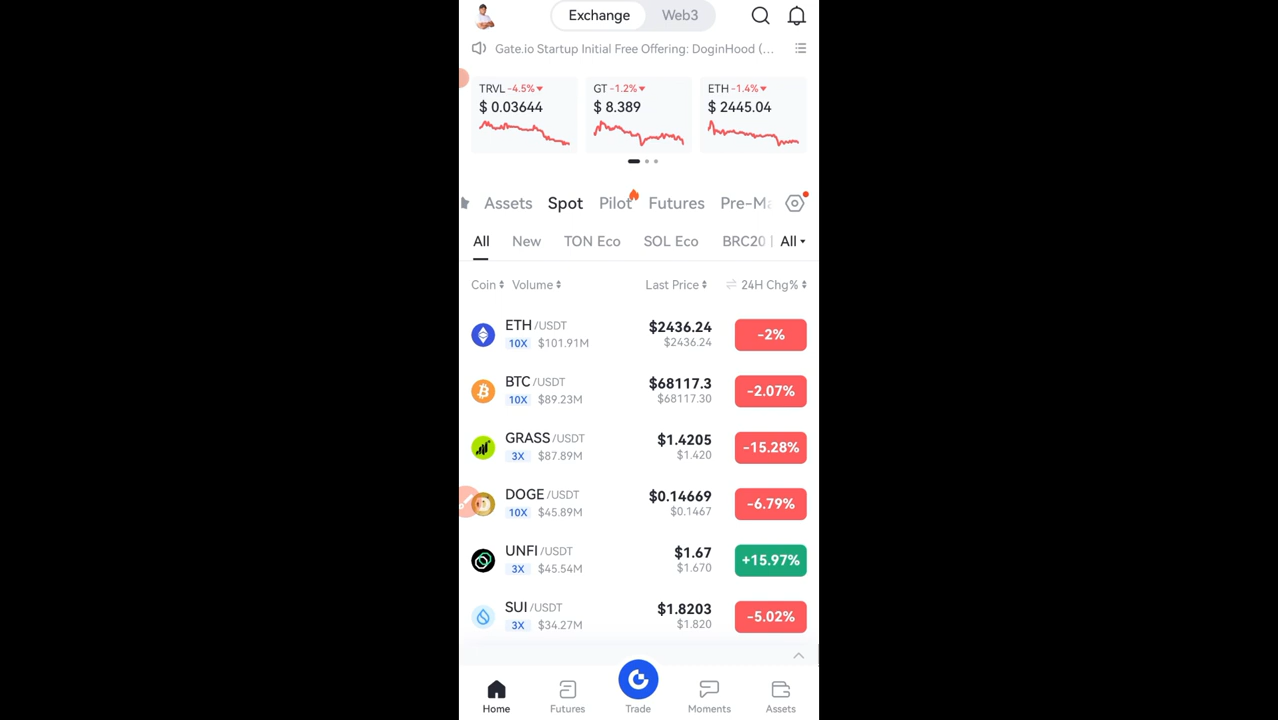 Exchange Web3
Gate.io Startup Initial Free Offering: DoginHood (...
TRVL -4.5% GT -1.2% ETH -1.4%
$ 0.03644 $ 8.389 $ 2445.04
Assets Spot Pilot Futures Pre-Ma
All New TON Eco SOL Eco BRC20 All
Coin Volume Last Price 24H Chg%
ETH /USDT $2436.24 -2%
10X $101.91M $2436.24
BTC /USDT $68117.3 -2.07%
10X $89.23M $68117.30
GRASS /USDT $1.4205 -15.28%
3X $87.89M $1.420
DOGE /USDT $0.14669 -6.79%
10X $45.89M $0.1467
UNFI /USDT $1.67 +15.97%
3X $45.54M $1.670
SUI /USDT $1.8203 -5.02%
3X $34.27M $1.820
Home Futures Trade Moments Assets